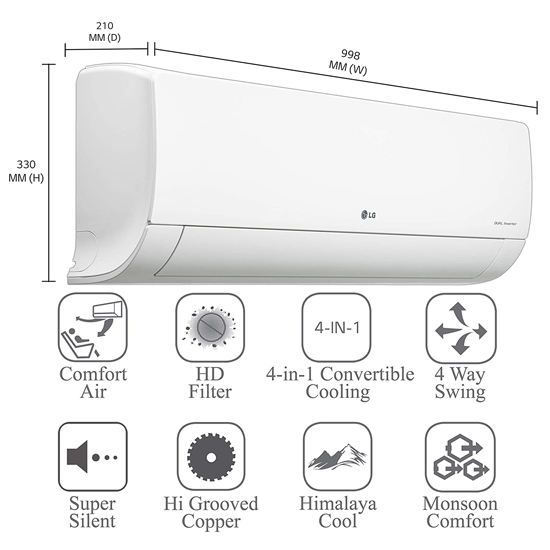 210
MM (D)
998
MM (W)
330
MM (H)
LG
DUAL Inverter
4-IN-1
Comfort
Air
HD
Filter
4-in-1 Convertible
Cooling
4 Way
Swing
Super
Silent
Hi Grooved
Copper
Himalaya
Cool
Monsoon
Comfort